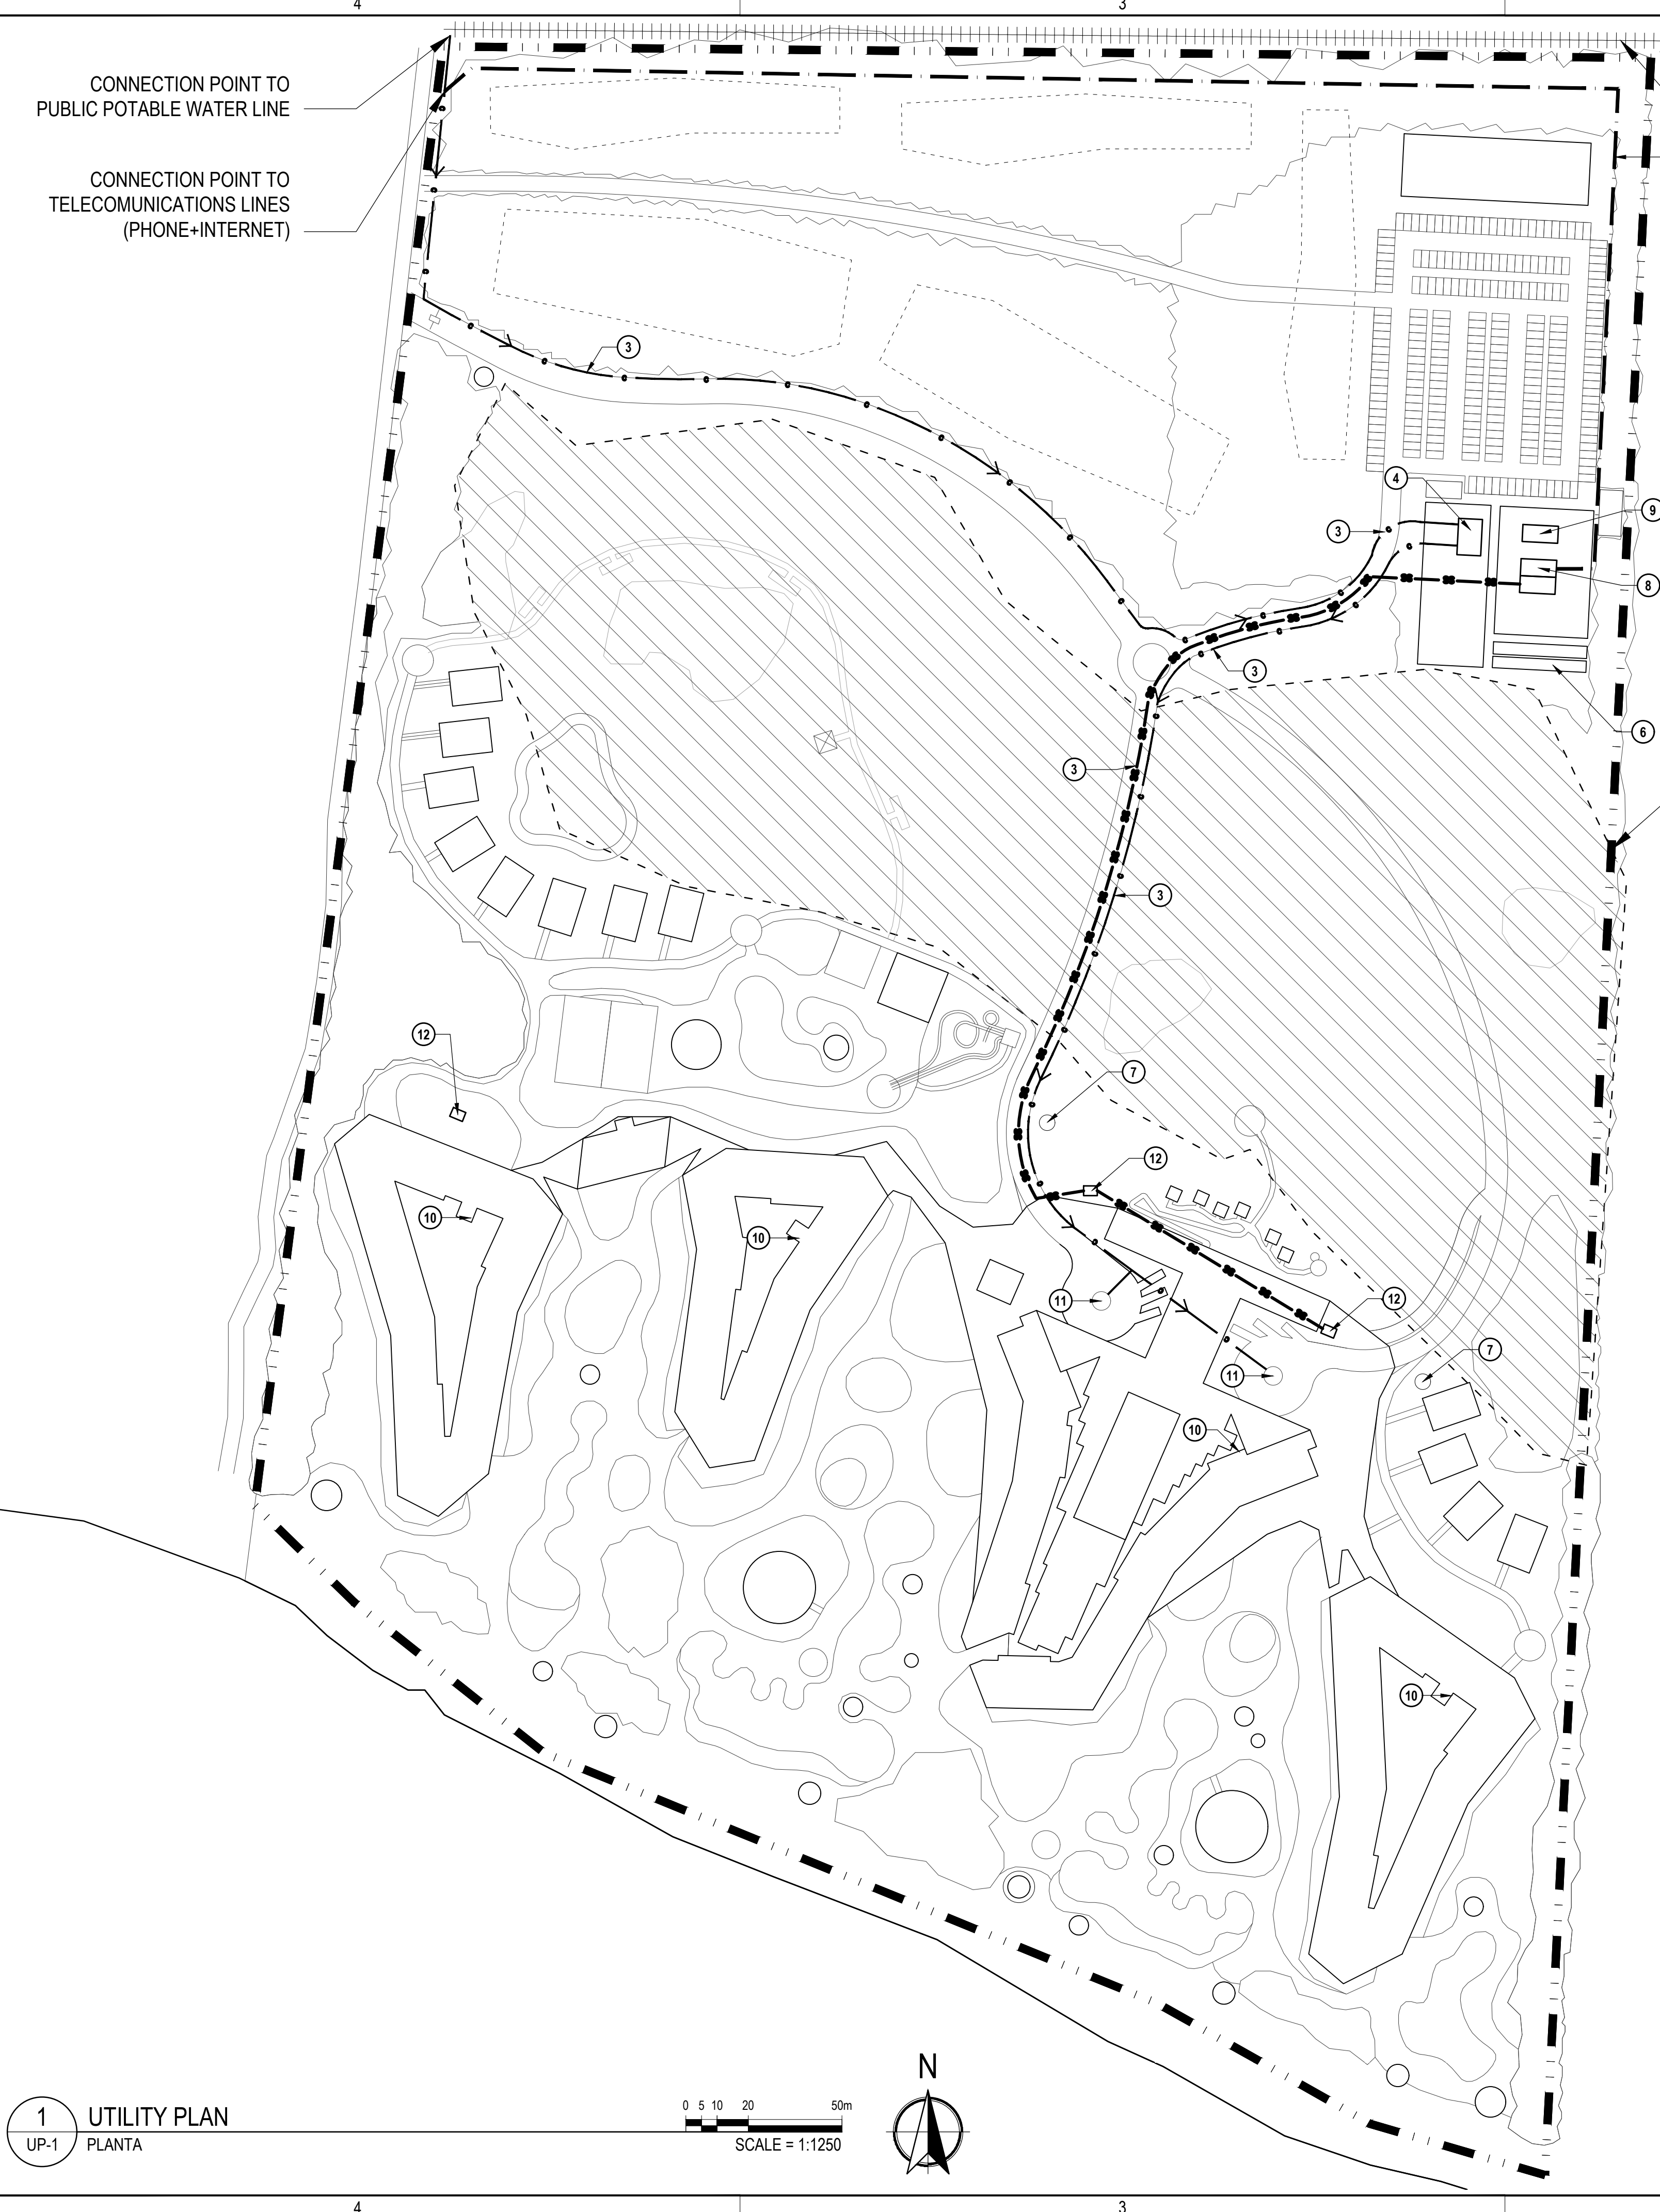 4
3
CONNECTION POINT TO
PUBLIC POTABLE WATER LINE
CONNECTION POINT TO
TELECOMUNICATIONS LINES
(PHONE+INTERNET)
3
4
9
3
8
3
6
3
3
12
7
12
10
10
11
12
7
11
10
10
N
0 5 10 20 50m
SCALE = 1:1250
1
UTILITY PLAN
UP-1
PLANTA
4
3